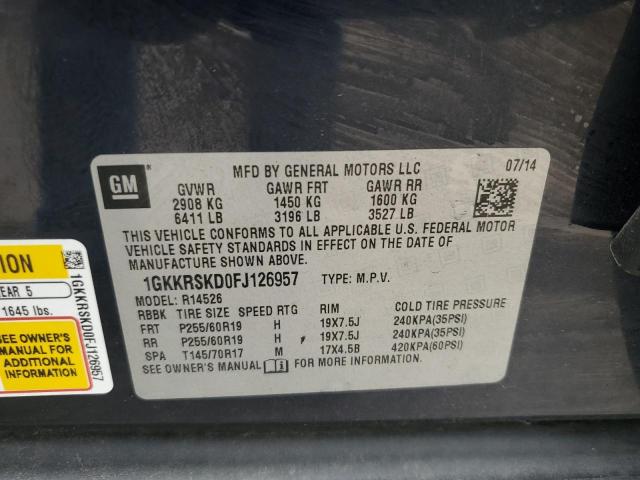 MFD BY GENERAL MOTORS LLC 07/14
GM
GVWR GAWR FRT GAWR RR
2908 KG 1450 KG 1600 KG
6411 LB 3196 LB 3527 LB
THIS VEHICLE CONFORMS TO ALL APPLICABLE U.S. FEDERAL MOTOR
VEHICLE SAFETY STANDARDS IN EFFECT ON THE DATE OF
MANUFACTURE SHOWN ABOVE.
1GKKRSKD0FJ126957 TYPE: M.P.V.
MODEL: R14526
RBBK TIRE SIZE SPEED RTG RIM COLD TIRE PRESSURE
FRT P255/60R19 H 19X7.5J 240KPA(35PSI)
RR P255/60R19 H 19X7.5J 240KPA(35PSI)
SPA T145/70R17 M 17X4.5B 420KPA(60PSI)
SEE OWNER'S MANUAL FOR MORE INFORMATION.
EAR 5
1645 lbs.
SEE OWNER'S
MANUAL FOR
ADDITIONAL
INFORMATION
1GKKRSKD0FJ126957